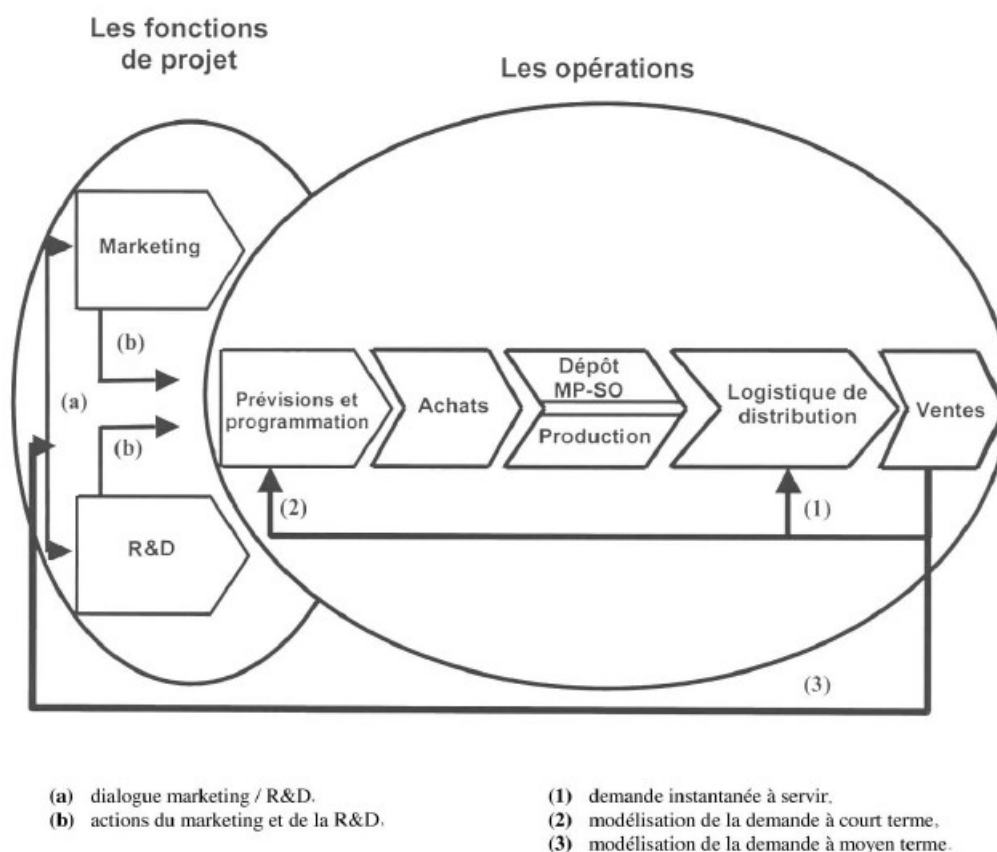 Les fonctions
de projet
Les opérations
Marketing
(b)
(a)
(b)
R&D
Prévisions et
programmation
Achats
Dépôt
MP-SO
Production
Logistique de
distribution
Ventes
(2)
(1)
(3)
(a) dialogue marketing / R&D.
(b) actions du marketing et de la R&D.
(1) demande instantanée à servir,
(2) modélisation de la demande à court terme,
(3) modélisation de la demande à moyen terme.